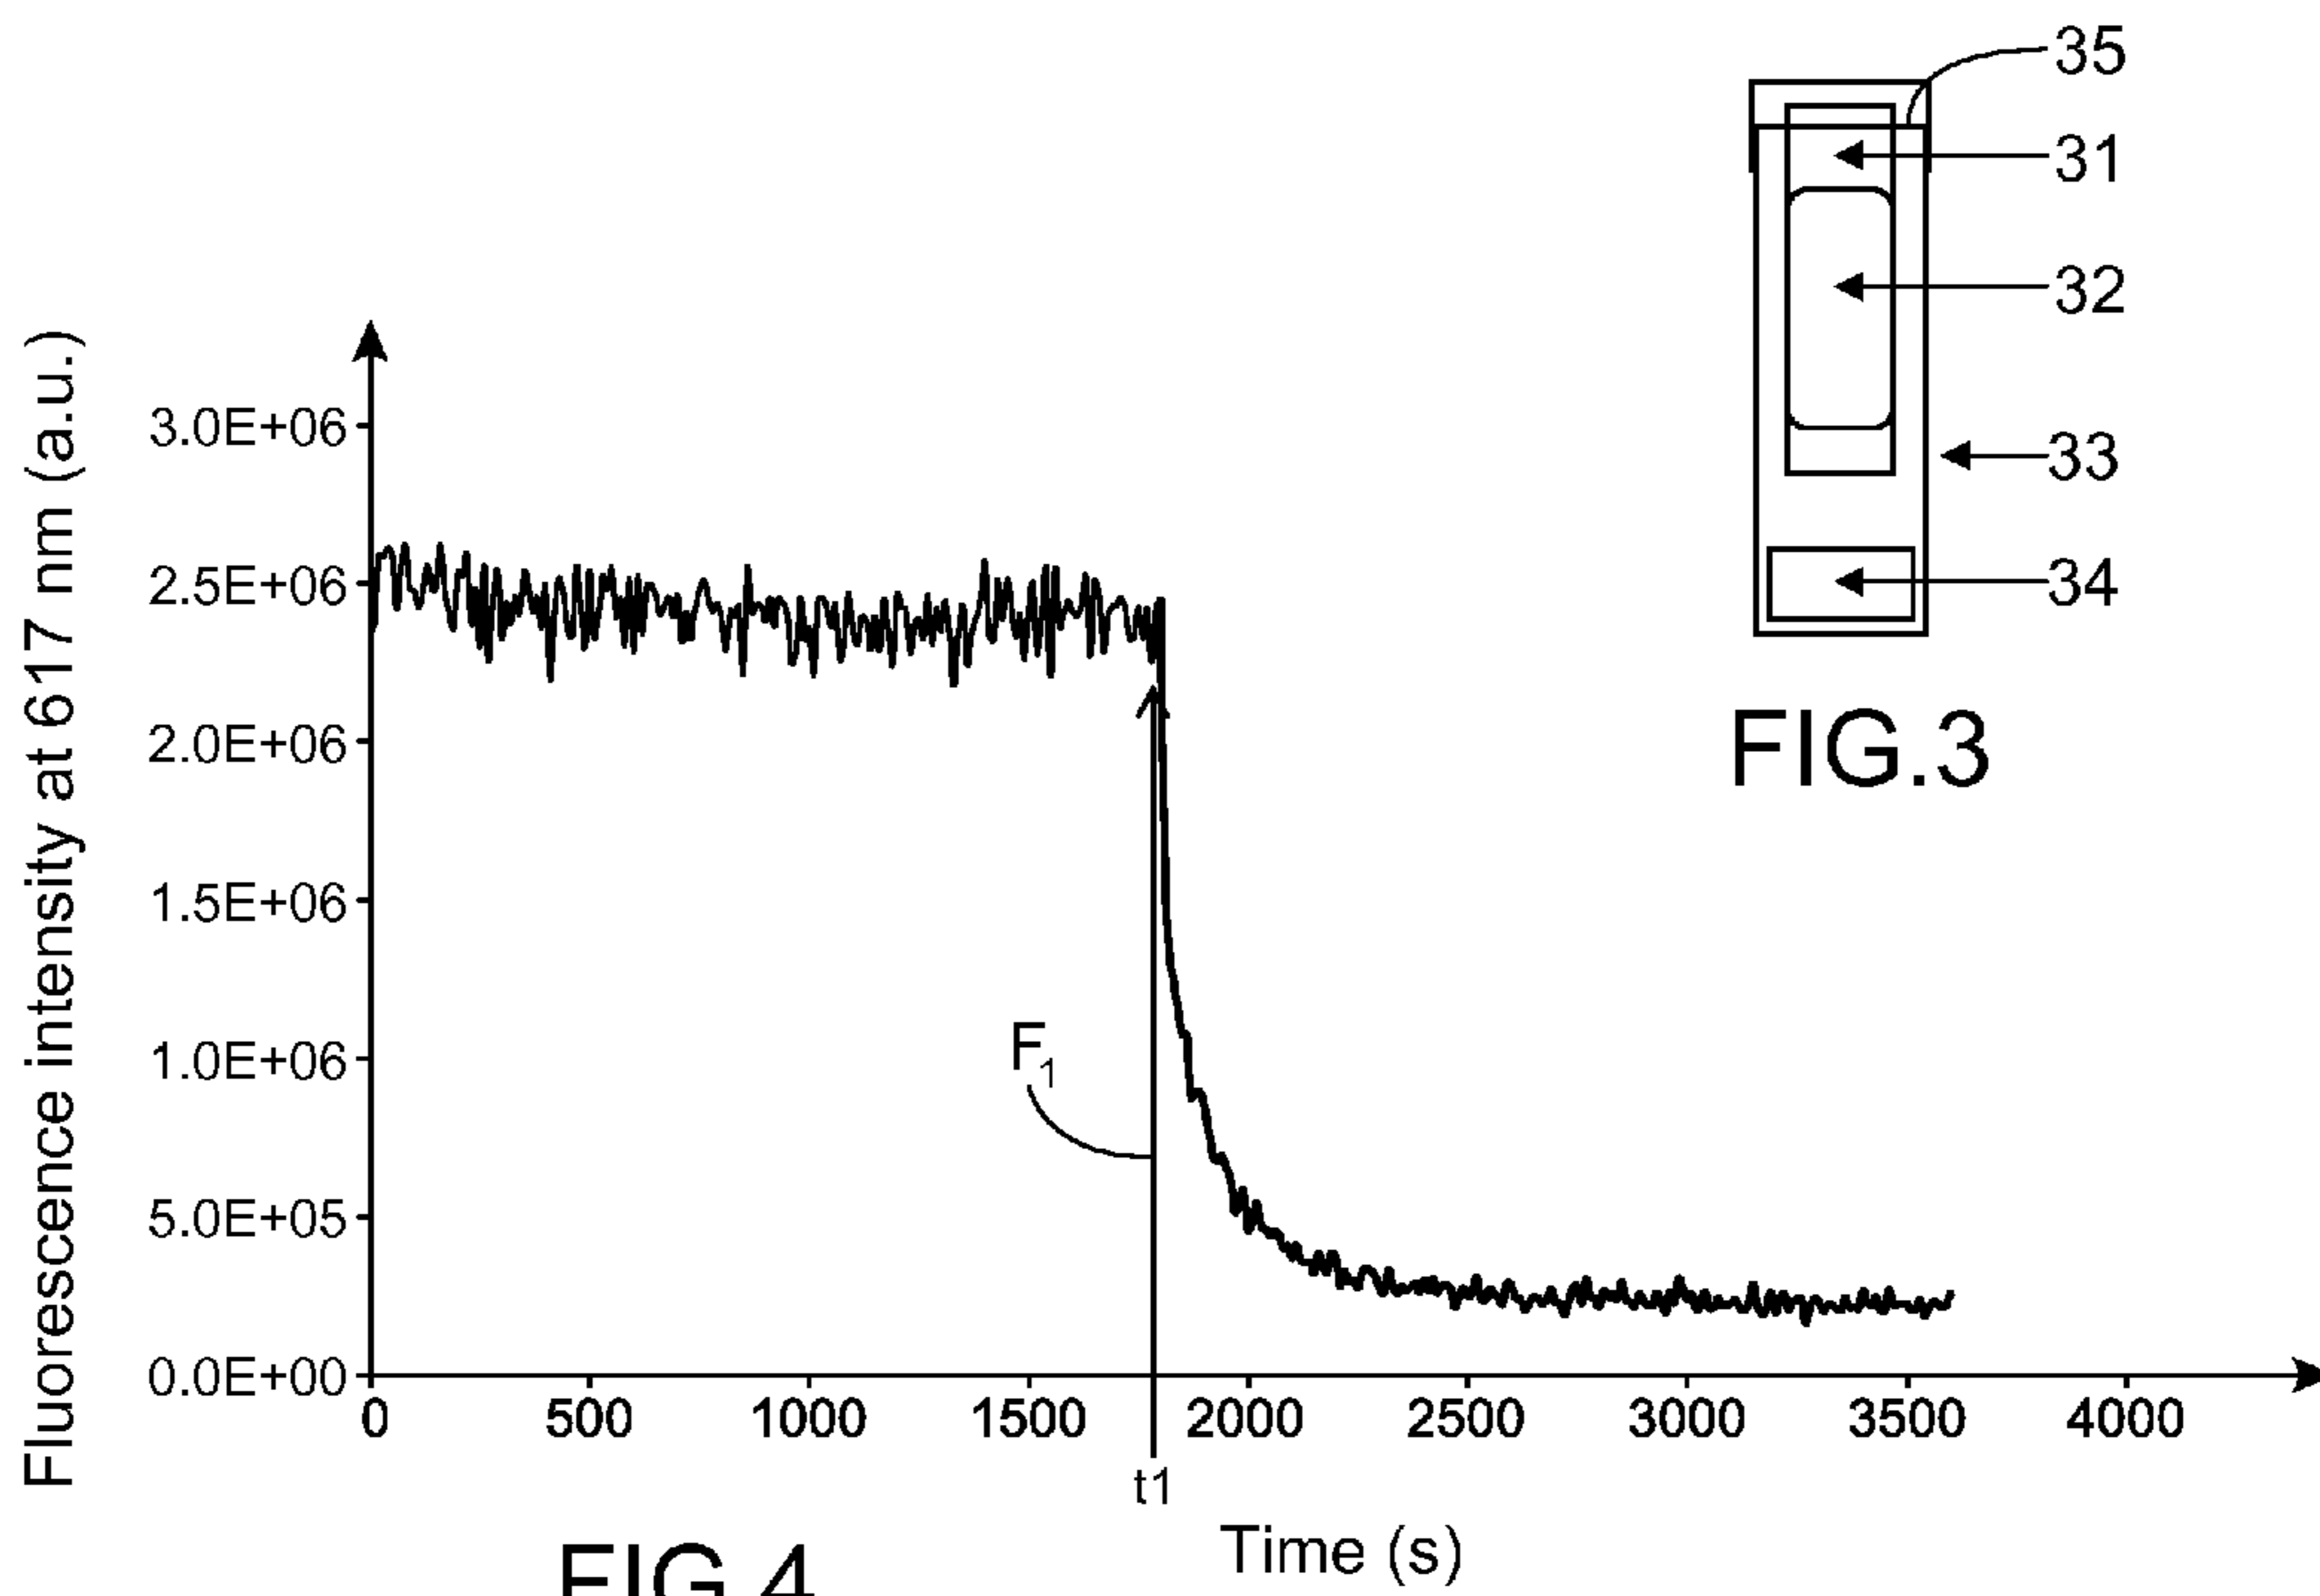 35
31
32
33
34
FIG.3
Fluorescence intensity at 617 nm (a.u.)
3.0E+06
2.5E+06
2.0E+06
1.5E+06
1.0E+06
5.0E+05
0.0E+00
F1
0 500 1000 1500 2000 2500 3000 3500 4000
t1
Time (s)
FIG.4